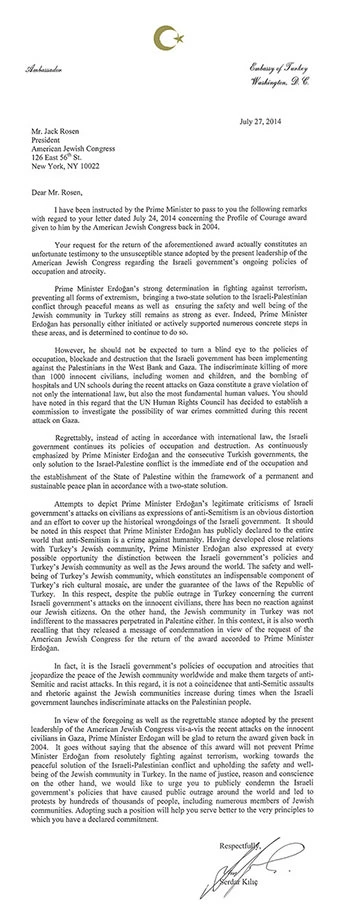 Ambassador
Embassy of Turkey
Washington, D. C.
July 27, 2014
Mr. Jack Rosen
President
American Jewish Congress
126 East 56th St.
New York, NY 10022
Dear Mr. Rosen,
I have been instructed by the Prime Minister to pass to you the following remarks
with regard to your letter dated July 24, 2014 concerning the Profile of Courage award
given to him by the American Jewish Congress back in 2004.
Your request for the return of the aforementioned award actually constitutes an
unfortunate testimony to the unsusceptible stance adopted by the present leadership of the
American Jewish Congress regarding the Israeli government's ongoing policies of
occupation and atrocity.
Prime Minister Erdoğan's strong determination in fighting against terrorism,
preventing all forms of extremism, bringing a two-state solution to the Israeli-Palestinian
conflict through peaceful means as well as ensuring the safety and well being of the
Jewish community in Turkey still remains as strong as ever. Indeed, Prime Minister
Erdoğan has personally either initiated or actively supported numerous concrete steps in
these areas, and is determined to continue to do so.
However, he should not be expected to turn a blind eye to the policies of
occupation, blockade and destruction that the Israeli government has been implementing
against the Palestinians in the West Bank and Gaza. The indiscriminate killing of more
than 1000 innocent civilians, including women and children, and the bombing of
hospitals and UN schools during the recent attacks on Gaza constitute a grave violation of
not only the international law, but also the most fundamental human values. You should
have noted in this regard that the UN Human Rights Council has decided to establish a
commission to investigate the possibility of war crimes committed during this recent
attack on Gaza.
Regrettably, instead of acting in accordance with international law, the Israeli
government continues its policies of occupation and destruction. As continuously
emphasized by Prime Minister Erdoğan and the consecutive Turkish governments, the
only solution to the Israel-Palestine conflict is the immediate end of the occupation and
the establishment of the State of Palestine within the framework of a permanent and
sustainable peace plan in accordance with a two-state solution.
Attempts to depict Prime Minister Erdoğan's legitimate criticisms of Israeli
government's attacks on civilians as expressions of anti-Semitism is an obvious distortion
and an effort to cover up the historical wrongdoings of the Israeli government. It should
be noted in this respect that Prime Minister Erdoğan has publicly declared to the entire
world that anti-Semitism is a crime against humanity. Having developed close relations
with Turkey's Jewish community, Prime Minister Erdoğan also expressed at every
possible opportunity the distinction between the Israeli government's policies and
Turkey's Jewish community as well as the Jews around the world. The safety and well-
being of Turkey's Jewish community, which constitutes an indispensable component of
Turkey's rich cultural mosaic, are under the guarantee of the laws of the Republic of
Turkey. In this respect, despite the public outrage in Turkey concerning the current
Israeli government's attacks on the innocent civilians, there has been no reaction against
our Jewish citizens. On the other hand, the Jewish community in Turkey was not
indifferent to the massacres perpetrated in Palestine either. In this context, it is also worth
recalling that they released a message of condemnation in view of the request of the
American Jewish Congress for the return of the award accorded to Prime Minister
Erdoğan.
In fact, it is the Israeli government's policies of occupation and atrocities that
jeopardize the peace of the Jewish community worldwide and make them targets of anti-
Semitic and racist attacks. In this regard, it is not a coincidence that anti-Semitic assaults
and rhetoric against the Jewish communities increase during times when the Israeli
government launches indiscriminate attacks on the Palestinian people.
In view of the foregoing as well as the regrettable stance adopted by the present
leadership of the American Jewish Congress vis-a-vis the recent attacks on the innocent
civilians in Gaza, Prime Minister Erdogan will be glad to return the award given back in
2004. It goes without saying that the absence of this award will not prevent Prime
Minister Erdoğan from resolutely fighting against terrorism, working towards the
peaceful solution of the Israeli-Palestinian conflict and upholding the safety and well-
being of the Jewish community in Turkey. In the name of justice, reason and conscience
on the other hand, we would like to urge you to publicly condemn the Israeli
government's policies that have caused public outrage around the world and led to
protests by hundreds of thousands of people, including numerous members of Jewish
communities. Adopting such a position will help you serve better to the very principles to
which you have a declared commitment.
Respectfully,
Serdar Kılıç